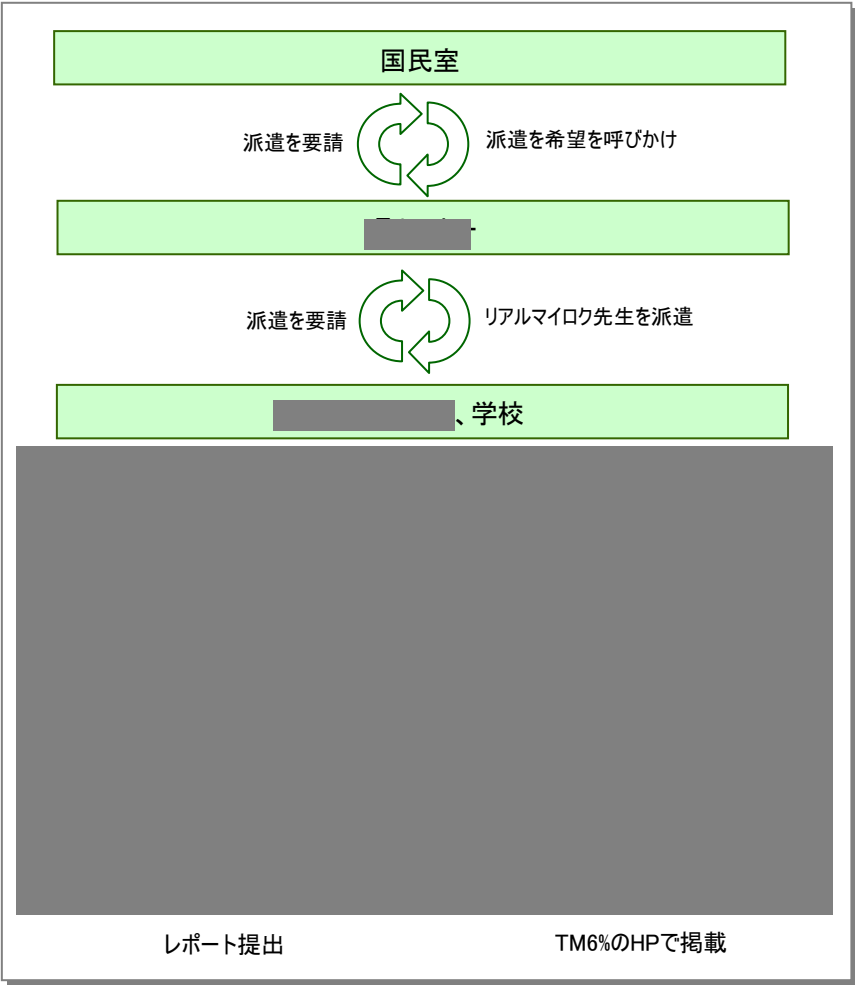 国民室
派遣を要請
派遣を希望を呼びかけ
派遣を要請
リアルマイロク先生を派遣
、学校
レポート提出
TM6%のHPで掲載